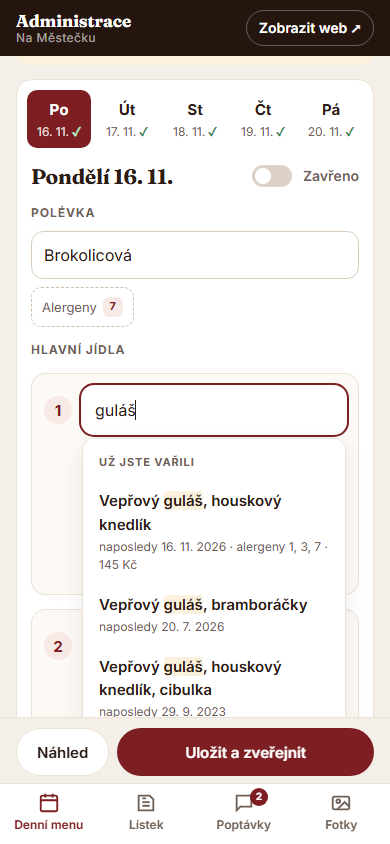 Administrace
Na Městečku
Zobrazit web ↗
Po
16. 11. ✓
Út
17. 11. ✓
St
18. 11. ✓
Čt
19. 11. ✓
Pá
20. 11. ✓
Pondělí 16. 11.
Zavřeno
POLÉVKA
Brokolicová
Alergeny 7
HLAVNÍ JÍDLA
1
guláš
UŽ JSTE VAŘILI
Vepřový guláš, houskový
knedlík
naposledy 16. 11. 2026 · alergeny 1, 3, 7 ·
145 Kč
Vepřový guláš, bramboráčky
naposledy 20. 7. 2026
2
Vepřový guláš, houskový
knedlík, cibulka
naposledy 29. 9. 2023
Náhled
Uložit a zveřejnit
Denní menu
Lístek
2
Poptávky
Fotky